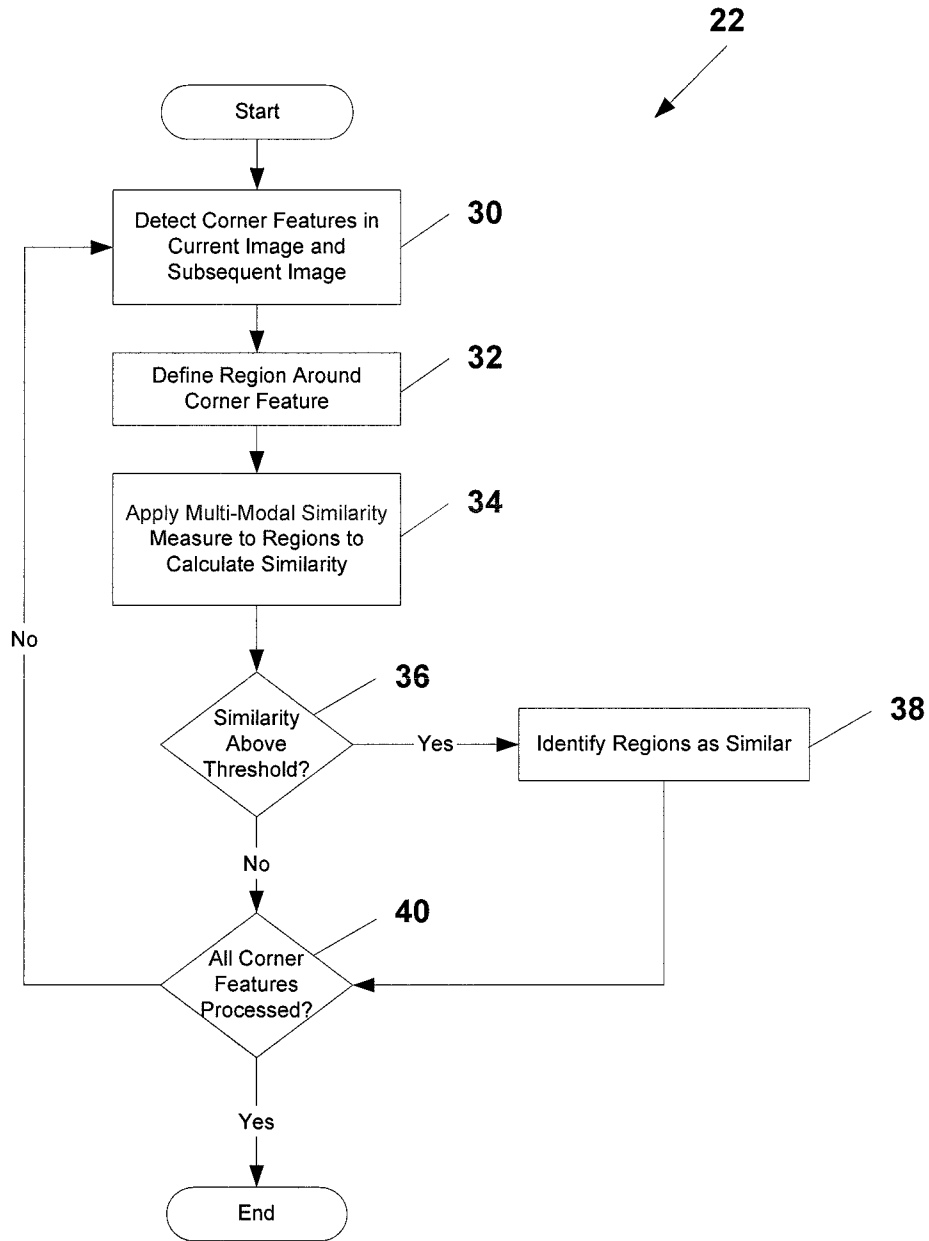 22
Start
Detect Corner Features in
Current Image and
Subsequent Image
30
Define Region Around
Corner Feature
32
Apply Multi-Modal Similarity
Measure to Regions to
Calculate Similarity
34
No
Similarity
Above
Threshold?
36
Yes
Identify Regions as Similar
38
No
All Corner
Features
Processed?
40
Yes
End